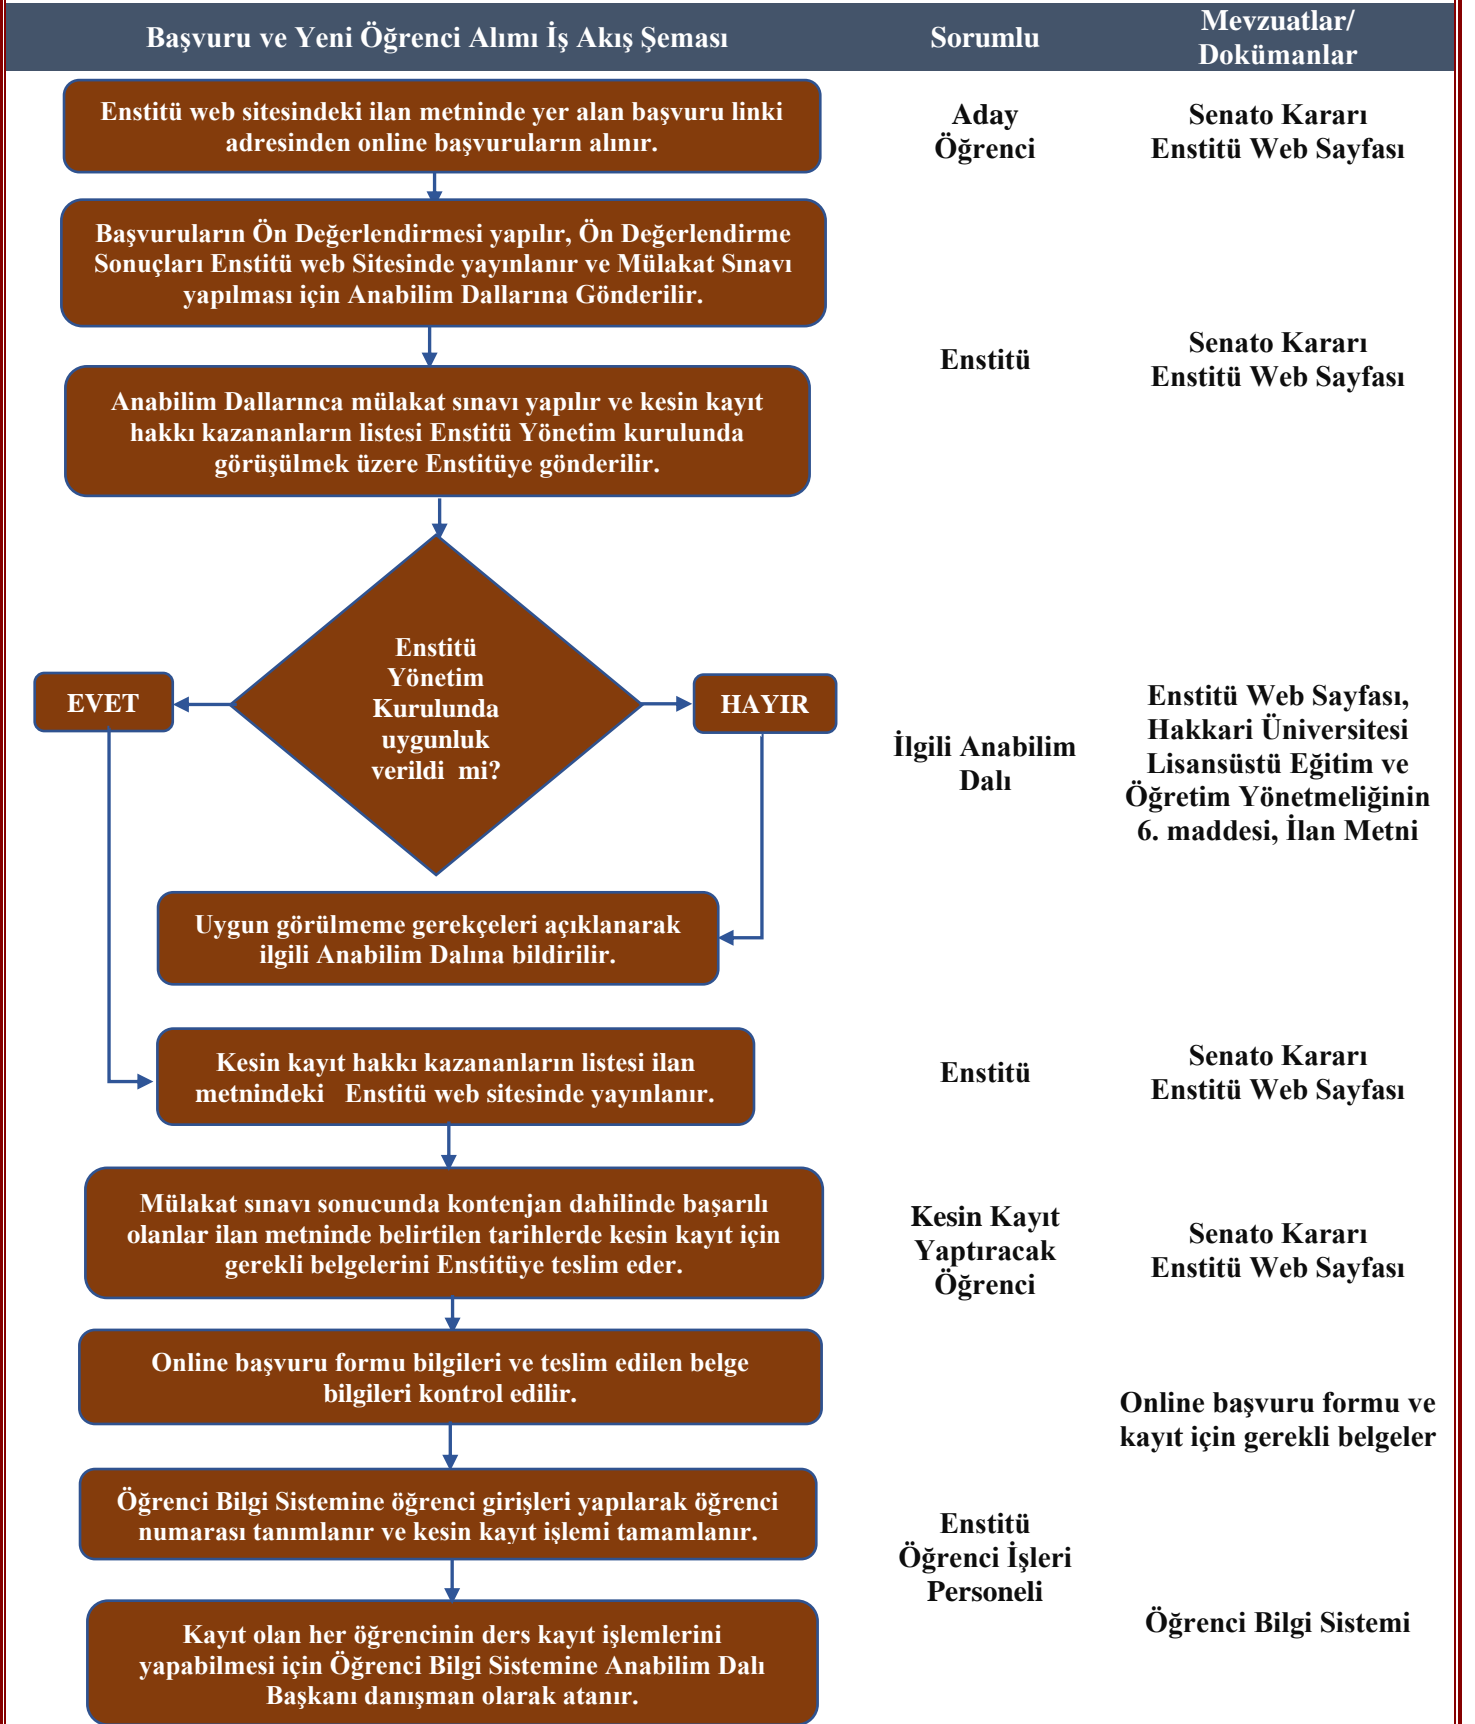 Başvuru ve Yeni Öğrenci Alımı İş Akış Şeması
Sorumlu
Mevzuatlar/
Dokümanlar
Enstitü web sitesindeki ilan metninde yer alan başvuru linki
adresinden online başvuruların alınır.
Aday
Öğrenci
Senato Kararı
Enstitü Web Sayfası
Başvuruların Ön Değerlendirmesi yapılır, Ön Değerlendirme
Sonuçları Enstitü web Sitesinde yayınlanır ve Mülakat Sınavı
yapılması için Anabilim Dallarına Gönderilir.
Enstitü
Senato Kararı
Enstitü Web Sayfası
Anabilim Dallarınca mülakat sınavı yapılır ve kesin kayıt
hakkı kazananların listesi Enstitü Yönetim kurulunda
görüşülmek üzere Enstitüye gönderilir.
Enstitü
Yönetim
Kurulunda
uygunluk
verildi  mi?
EVET
HAYIR
İlgili Anabilim
Dalı
Enstitü Web Sayfası,
Hakkari Üniversitesi
Lisansüstü Eğitim ve
Öğretim Yönetmeliğinin
6. maddesi, İlan Metni
Uygun görülmeme gerekçeleri açıklanarak
ilgili Anabilim Dalına bildirilir.
Kesin kayıt hakkı kazananların listesi ilan
metnindeki   Enstitü web sitesinde yayınlanır.
Enstitü
Senato Kararı
Enstitü Web Sayfası
Mülakat sınavı sonucunda kontenjan dahilinde başarılı
olanlar ilan metninde belirtilen tarihlerde kesin kayıt için
gerekli belgelerini Enstitüye teslim eder.
Kesin Kayıt
Yaptıracak
Öğrenci
Senato Kararı
Enstitü Web Sayfası
Online başvuru formu bilgileri ve teslim edilen belge
bilgileri kontrol edilir.
Online başvuru formu ve
kayıt için gerekli belgeler
Öğrenci Bilgi Sistemine öğrenci girişleri yapılarak öğrenci
numarası tanımlanır ve kesin kayıt işlemi tamamlanır.
Enstitü
Öğrenci İşleri
Personeli
Kayıt olan her öğrencinin ders kayıt işlemlerini
yapabilmesi için Öğrenci Bilgi Sistemine Anabilim Dalı
Başkanı danışman olarak atanır.
Öğrenci Bilgi Sistemi